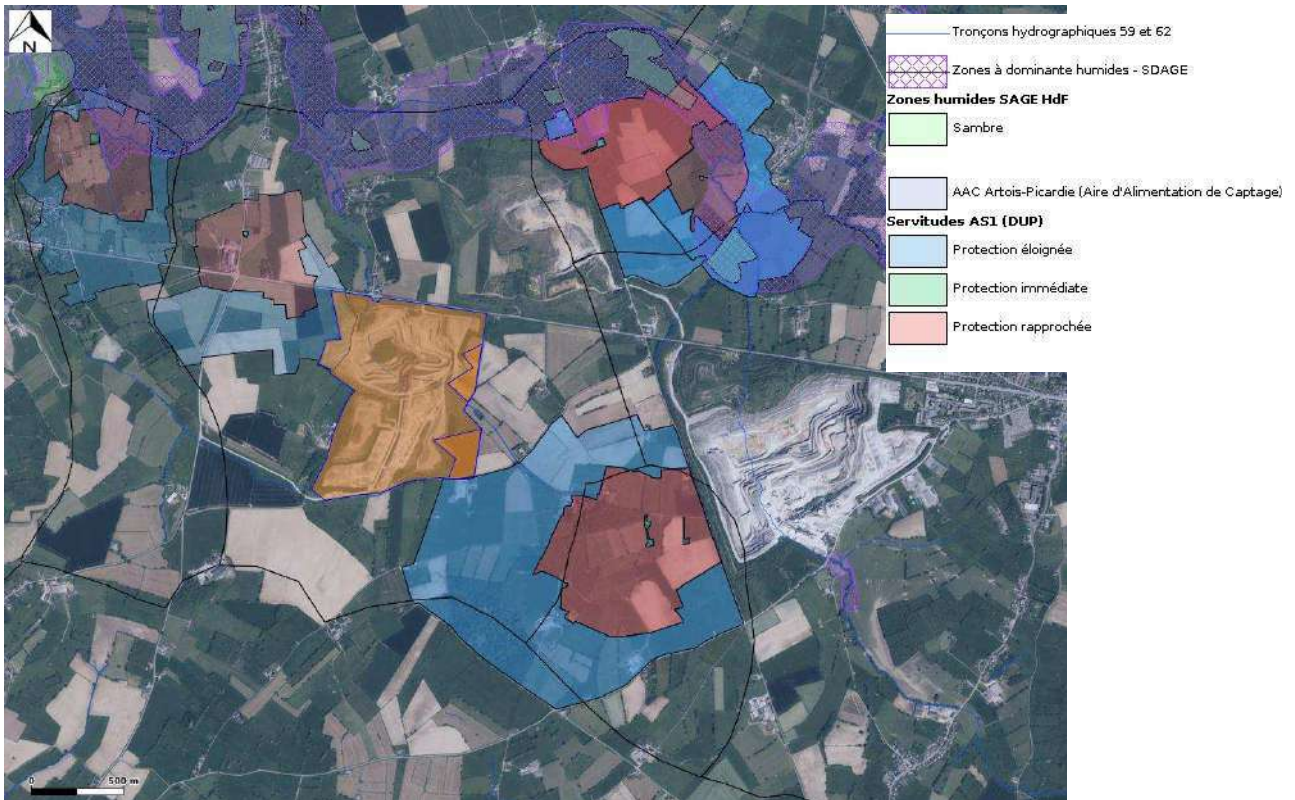 N
Tronçons hydrographiques 59 et 62
Zones à dominante humides - SDAGE
Zones humides SAGE HdF
Sambre
AAC Artois-Picardie (Aire d'Alimentation de Captage)
Servitudes AS1 (DUP)
Protection éloignée
Protection immédiate
Protection rapprochée
0 500 m